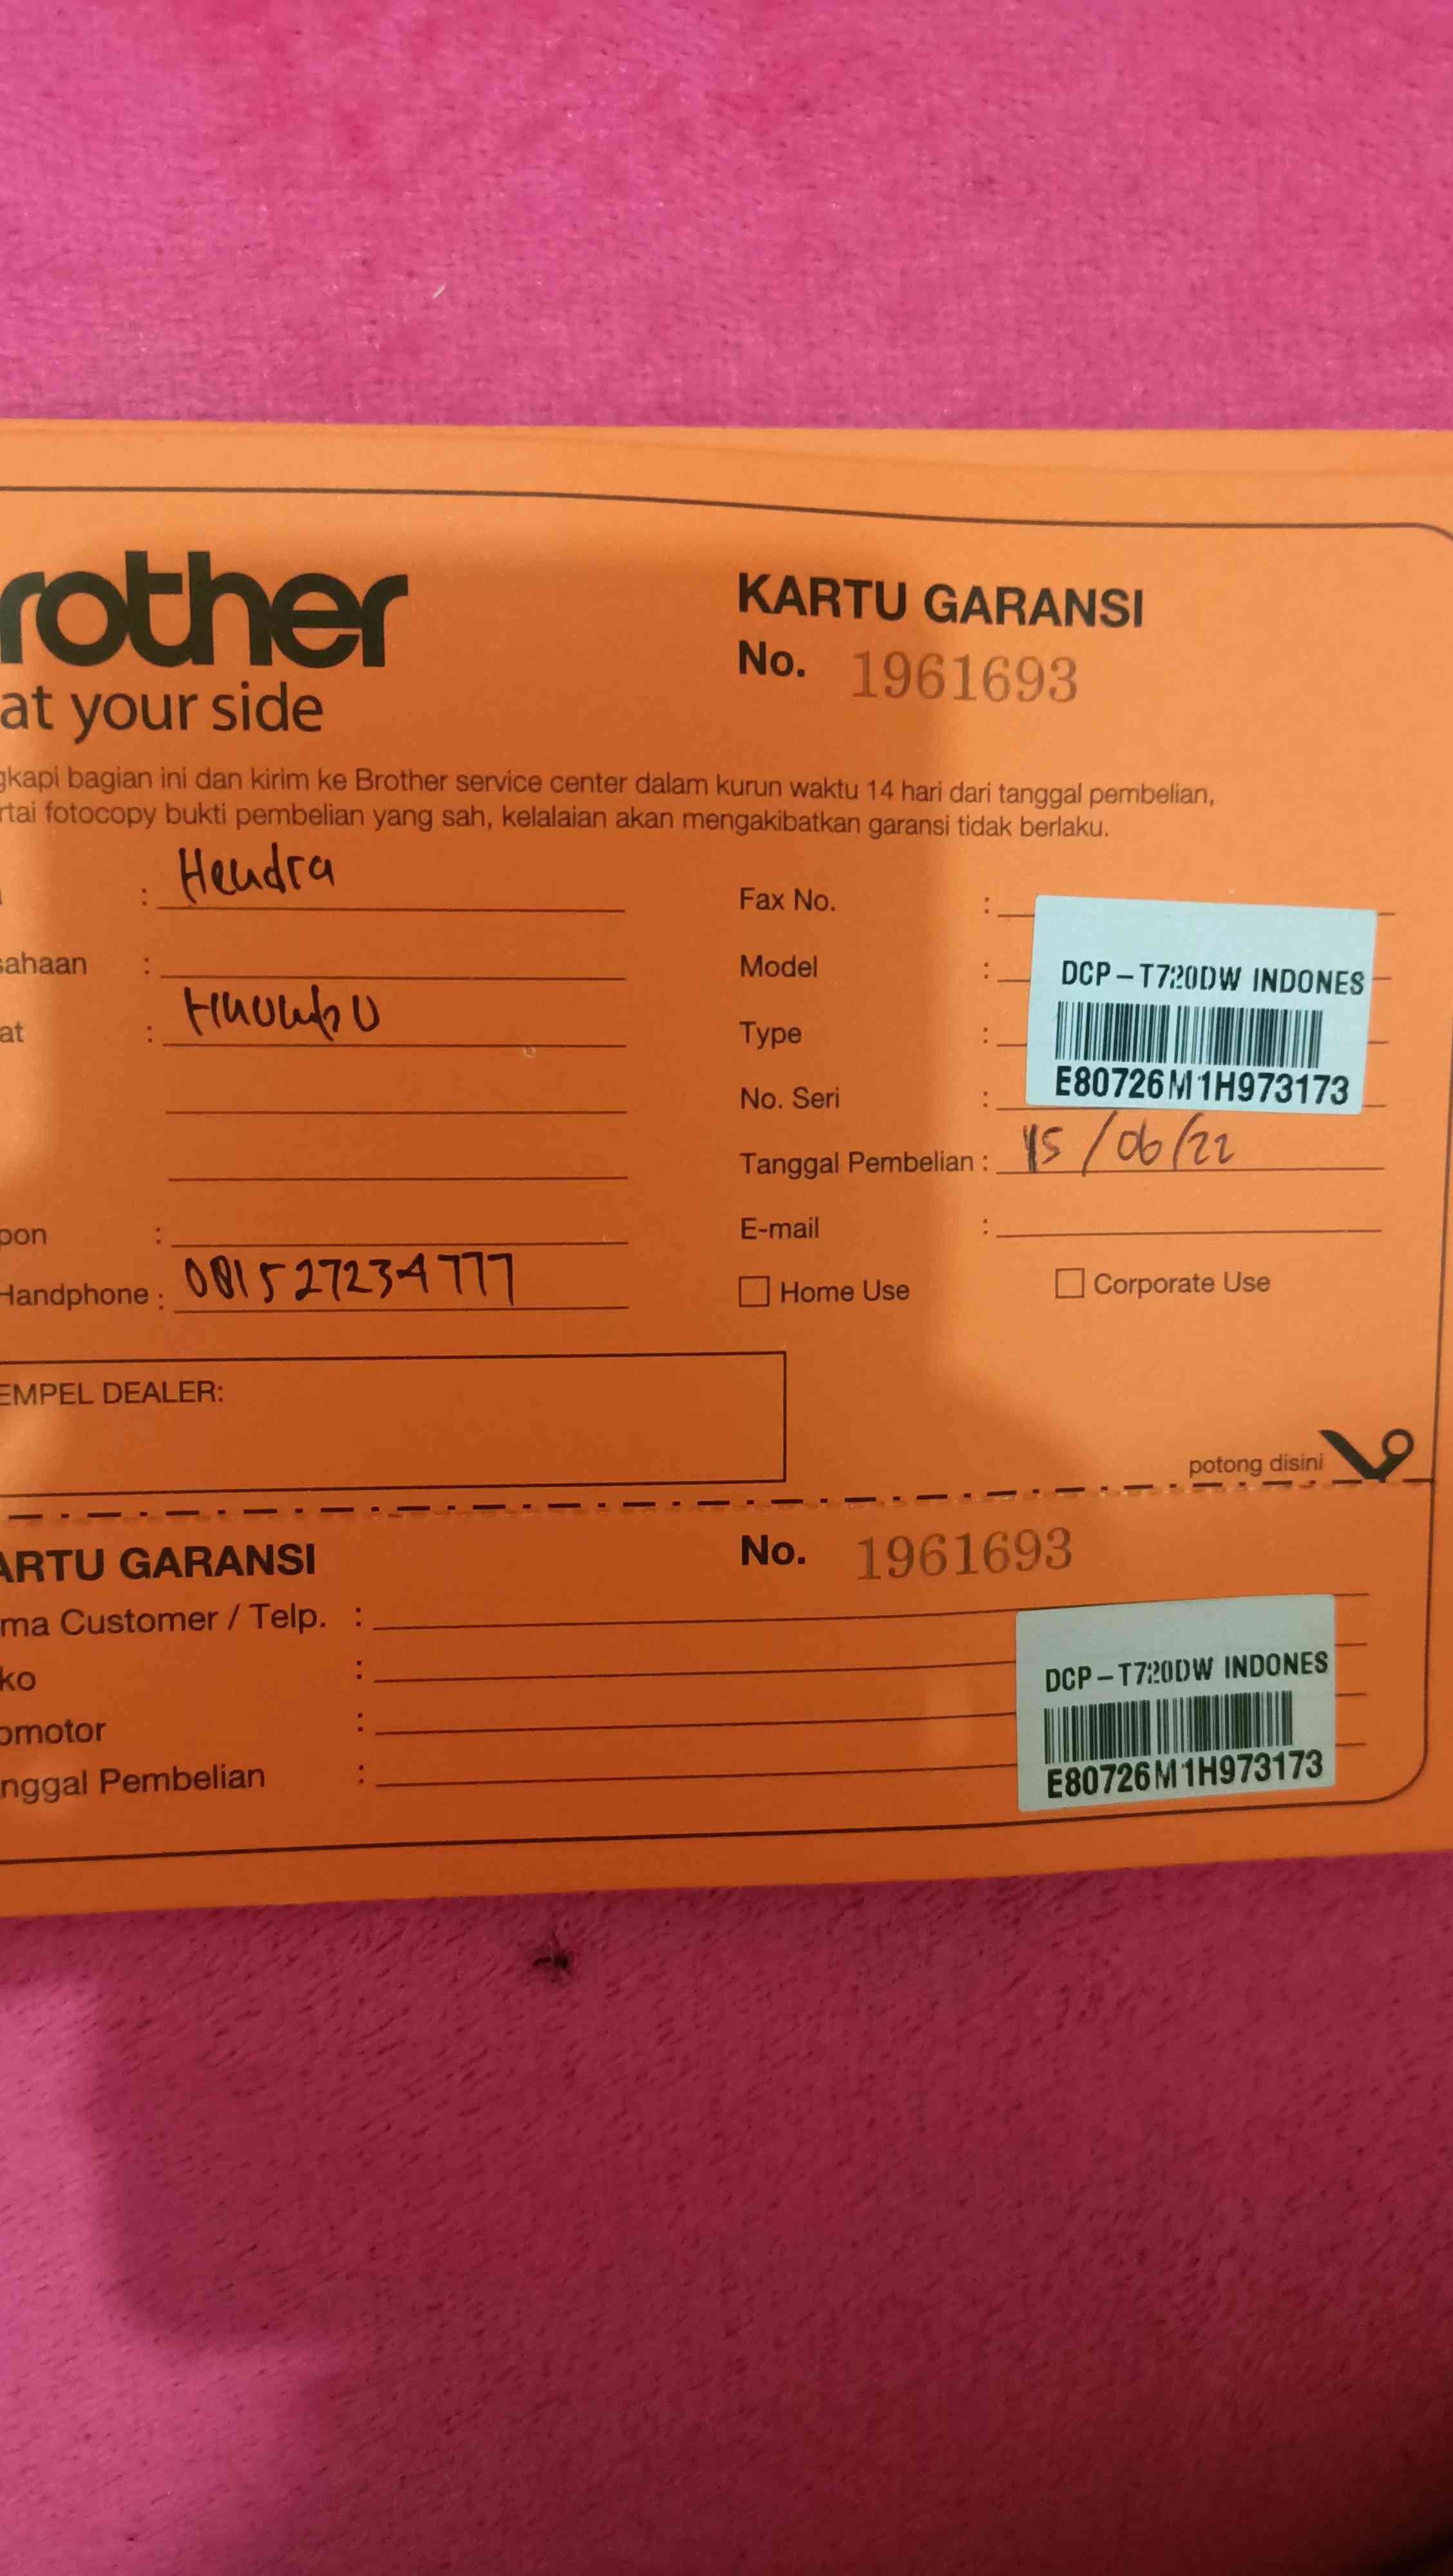 rother
at your side
KARTU GARANSI
No. 1961693
gkapi bagian ini dan kirim ke Brother service center dalam kurun waktu 14 hari dari tanggal pembelian,
rtai fotocopy bukti pembelian yang sah, kelalaian akan mengakibatkan garansi tidak berlaku.
: Hendra
sahaan :
at :
pon :
Handphone : 081527234777
Fax No. :
Model : DCP-T720DW INDONES
Type :
No. Seri : E80726M1H973173
Tanggal Pembelian : 15/06/22
E-mail :
Home Use Corporate Use
EMPEL DEALER:
potong disini
ARTU GARANSI No. 1961693
ma Customer / Telp. :
ko :
omotor :
nggal Pembelian :
DCP-T720DW INDONES
E80726M1H973173